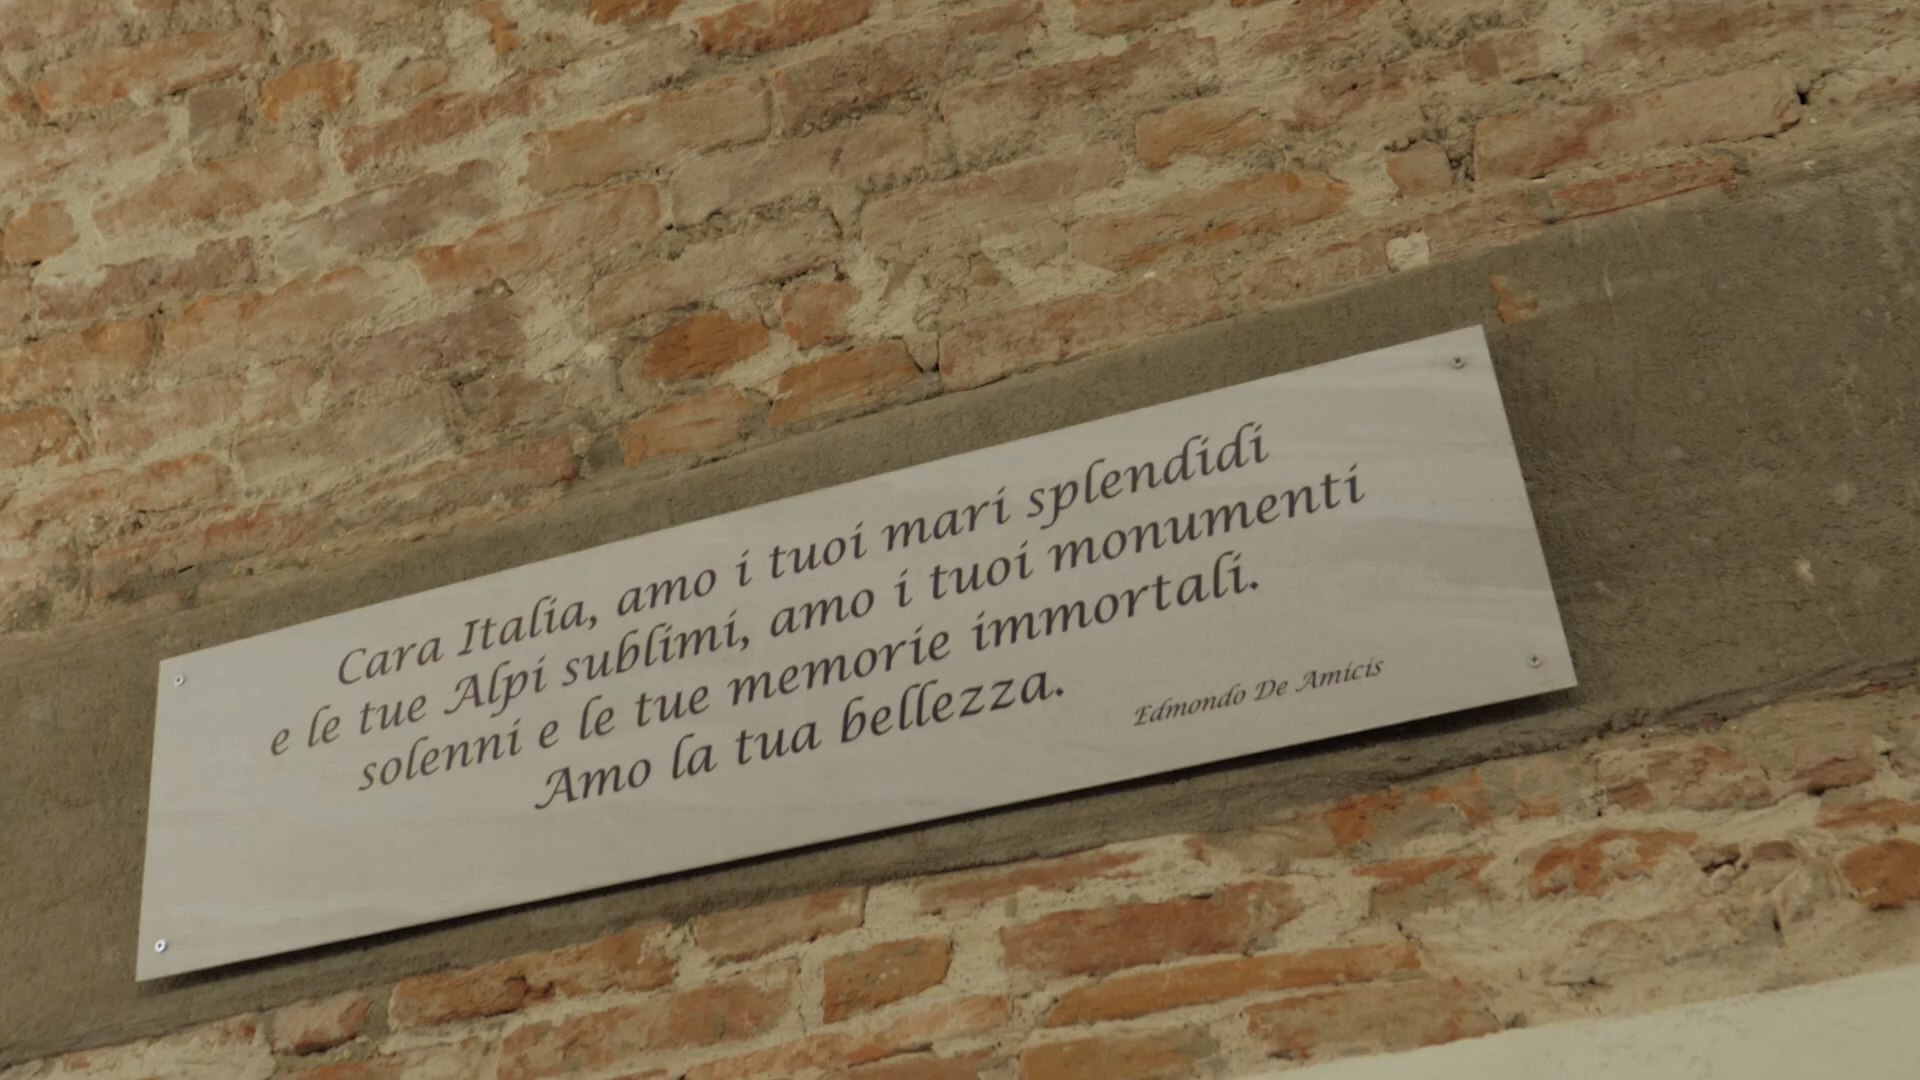 Cara Italia, amo i tuoi mari splendidi
e le tue Alpi sublimi, amo i tuoi monumenti
solenni e le tue memorie immortali.
Amo la tua bellezza.
Edmondo De Amicis